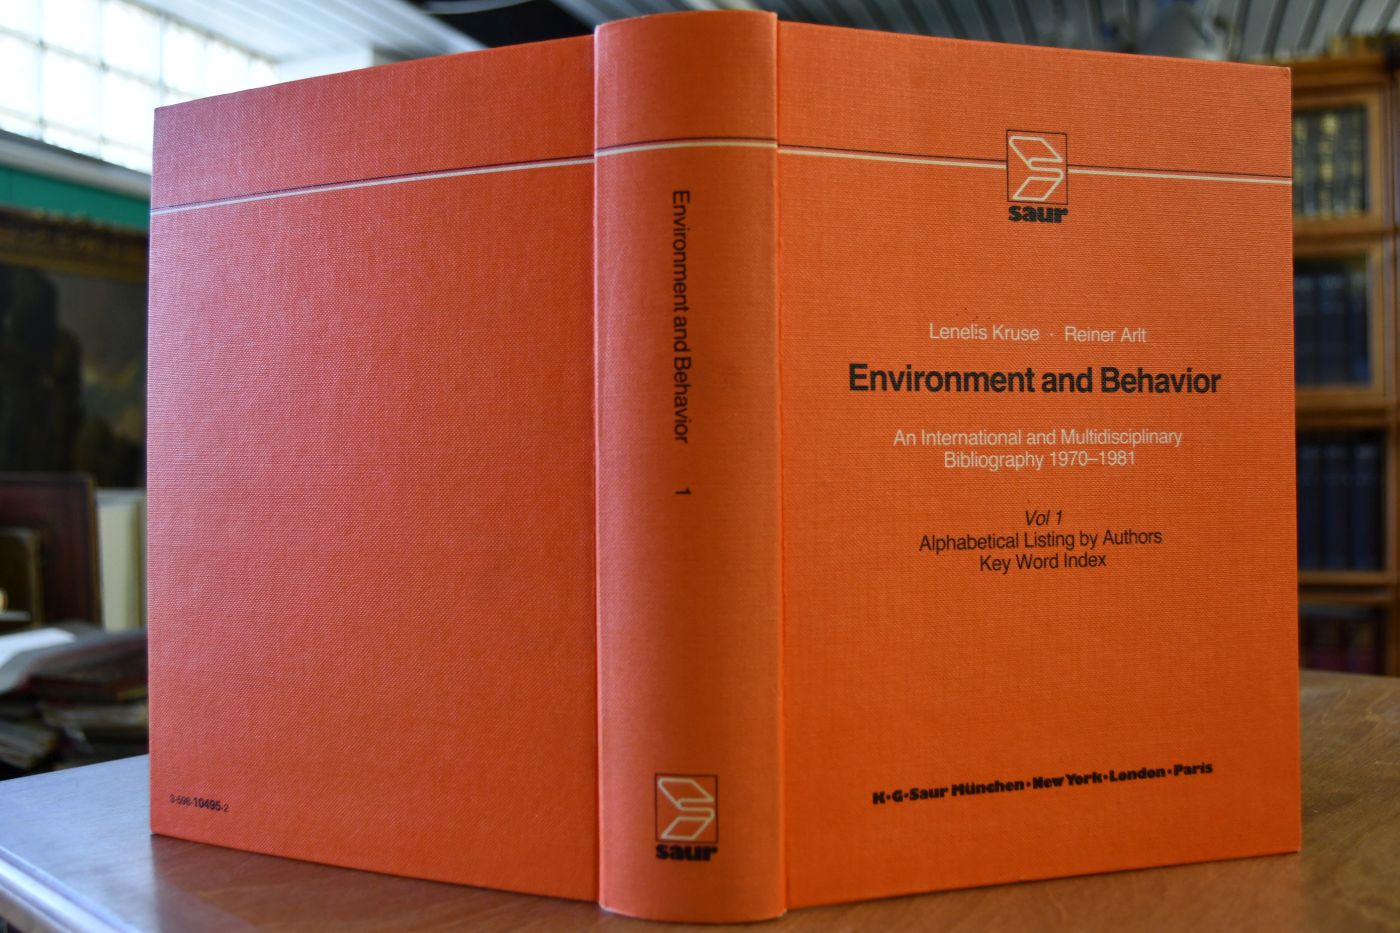 3-598-10495-2
Environment and Behavior 1
saur
saur
Lenelis Kruse · Reiner Arlt
Environment and Behavior
An International and Multidisciplinary
Bibliography 1970–1981
Vol 1
Alphabetical Listing by Authors
Key Word Index
K·G·Saur München·New York·London·Paris